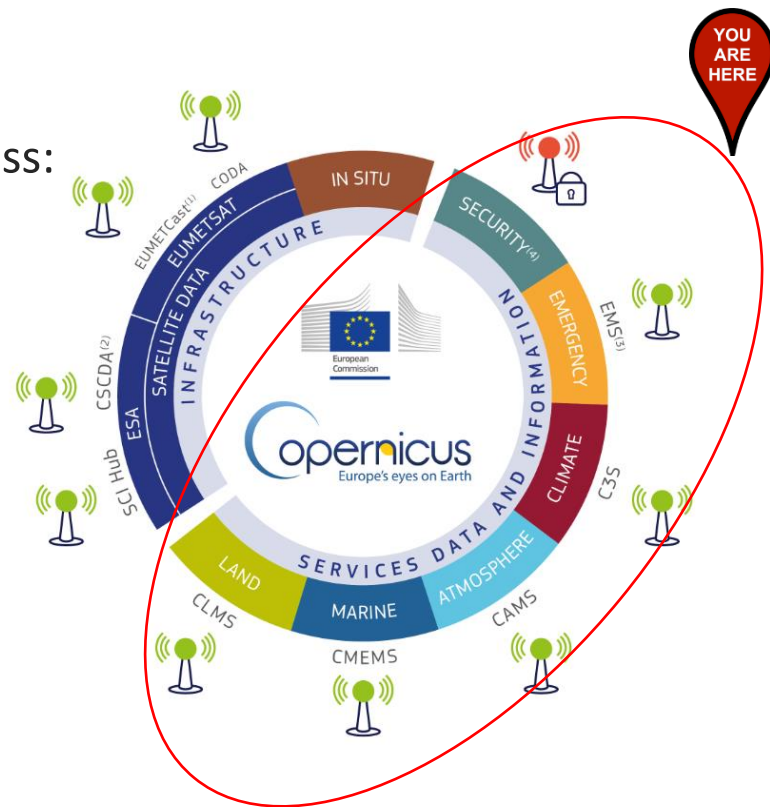 YOU
ARE
HERE
ss:
IN SITU
CODA
EUMETCast(1)
EUMETSAT
SATELLITE DATA
INFRASTRUCTURE
CSCDA(2)
ESA
SCI Hub
SECURITY(4)
EMERGENCY
EMS(3)
CLIMATE
C3S
ATMOSPHERE
CAMS
MARINE
CMEMS
LAND
CLMS
SERVICES DATA AND INFORMATION
European
Commission
Copernicus
Europe's eyes on Earth